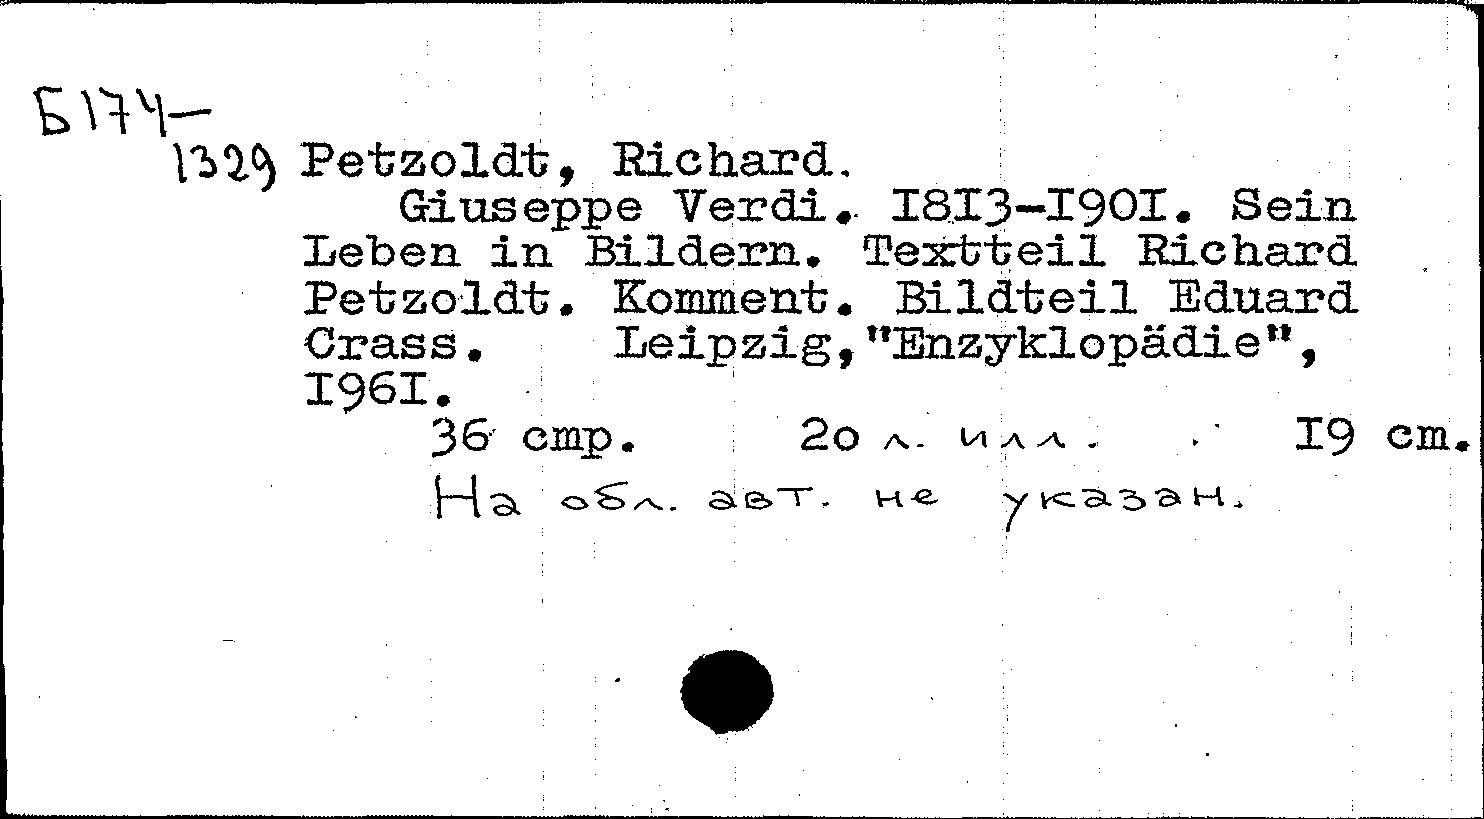 Б174-
1329 Petzoldt, Richard.
Giuseppe Verdi. I8I3-I90I. Sein
Leben in Bildern. Textteil Richard
Petzoldt. Komment. Bildteil Eduard
Crass. Leipzig,"Enzyklopädie",
I96I.
36 cmp. 20 л. илл. I9 cm.
На обл. авт. не указан.